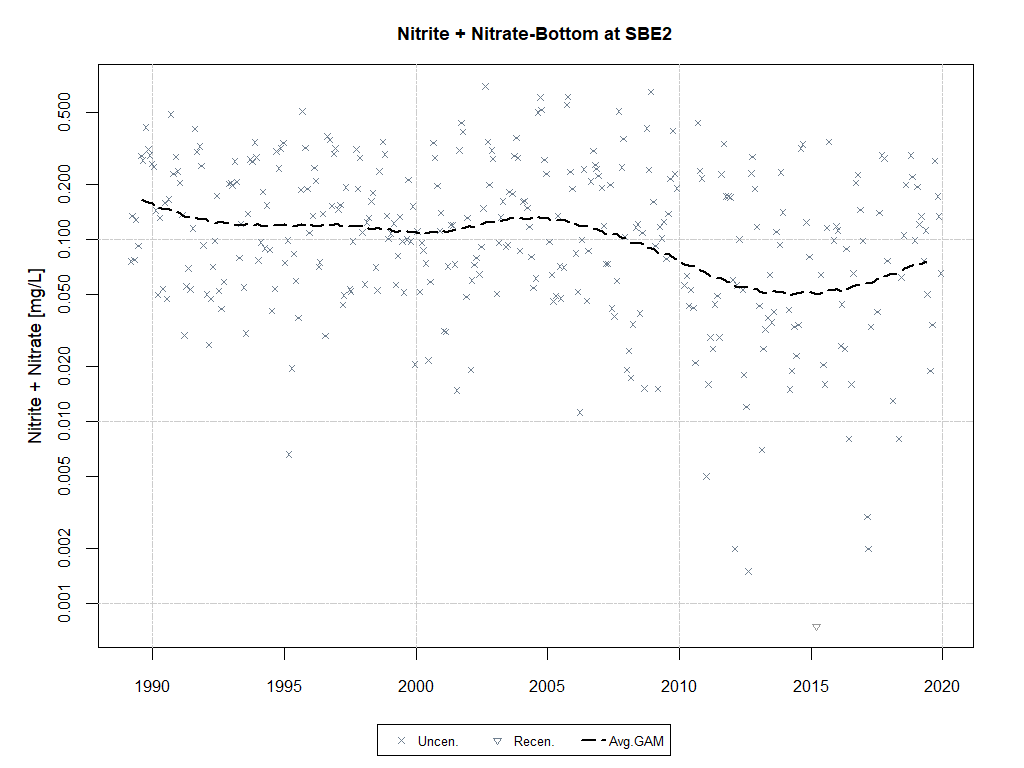 Nitrite + Nitrate-Bottom at SBE2
Nitrite + Nitrate [mg/L]
0.500
0.200
0.100
0.050
0.020
0.010
0.005
0.002
0.001
1990 1995 2000 2005 2010 2015 2020
Uncen. Recen. Avg.GAM